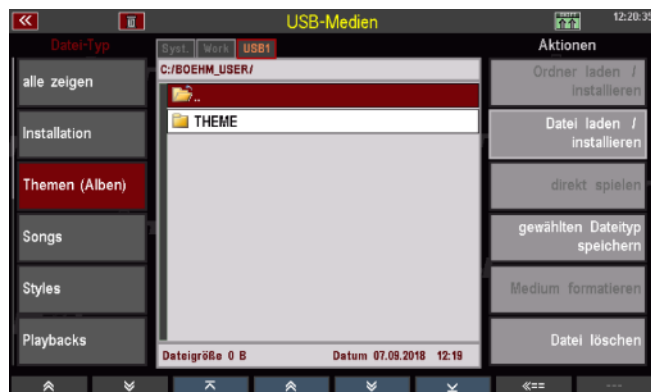 USB-Medien
12:20:35
Datei-Typ
Syst. Work USB1
Aktionen
C:/BOEHM_USER/
alle zeigen
..
Ordner laden /
installieren
THEME
Installation
Datei laden /
installieren
Themen (Alben)
direkt spielen
Songs
gewählten Dateityp
speichern
Styles
Medium formatieren
Playbacks
Datei löschen
Dateigröße 0 B Datum 07.09.2018 12:19
«==
---